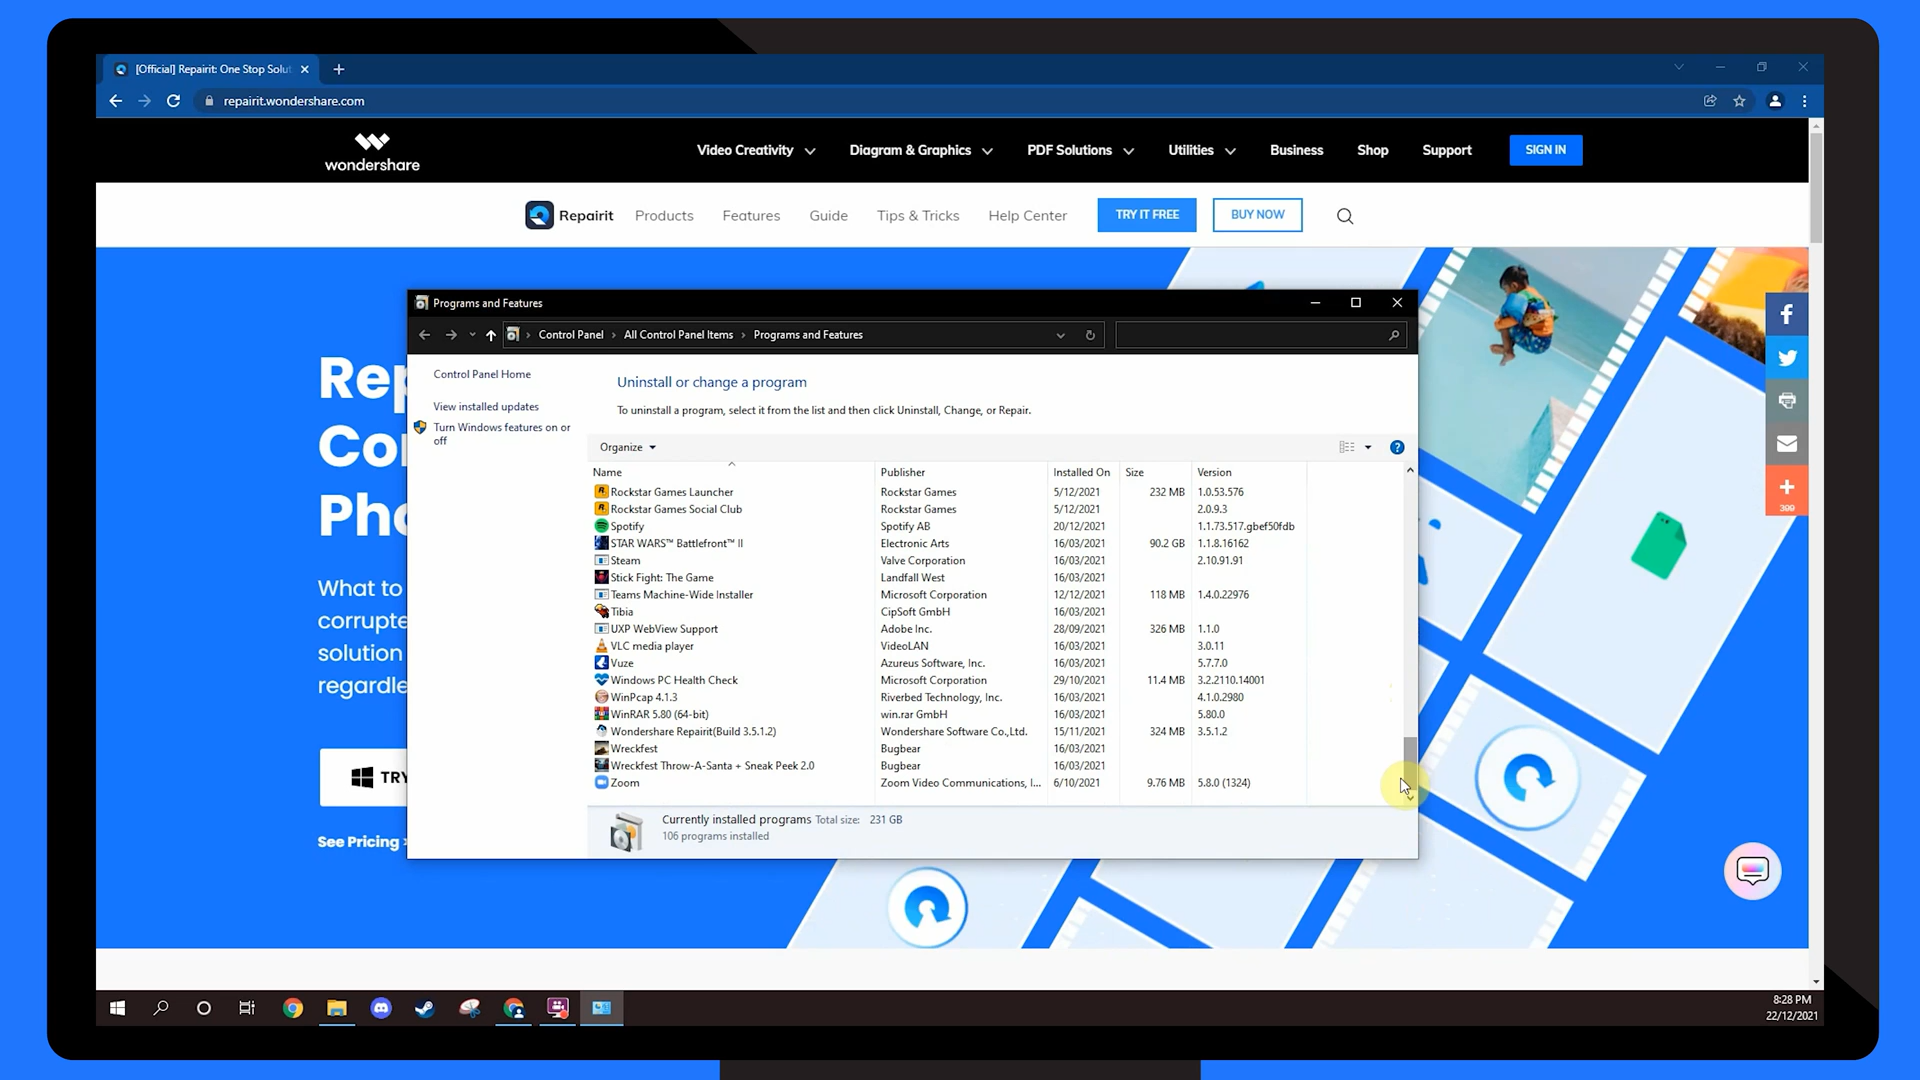 [Official] Repairit: One Stop Solut
repairit.wondershare.com
wondershare
Video Creativity
Diagram & Graphics
PDF Solutions
Utilities
Business
Shop
Support
SIGN IN
Repairit
Products
Features
Guide
Tips & Tricks
Help Center
TRY IT FREE
BUY NOW
Rep
Co
Pho
What to
corrupte
solution
regardle
TRY
See Pricing
399
Programs and Features
Control Panel > All Control Panel Items > Programs and Features
Control Panel Home
View installed updates
Turn Windows features on or
off
Uninstall or change a program
To uninstall a program, select it from the list and then click Uninstall, Change, or Repair.
Organize
Name Publisher Installed On Size Version
Rockstar Games Launcher Rockstar Games 5/12/2021 232 MB 1.0.53.576
Rockstar Games Social Club Rockstar Games 5/12/2021 2.0.9.3
Spotify Spotify AB 20/12/2021 1.1.73.517.gbef50fdb
STAR WARS™ Battlefront™ II Electronic Arts 16/03/2021 90.2 GB 1.1.8.16162
Steam Valve Corporation 16/03/2021 2.10.91.91
Stick Fight: The Game Landfall West 16/03/2021
Teams Machine-Wide Installer Microsoft Corporation 12/12/2021 118 MB 1.4.0.22976
Tibia CipSoft GmbH 16/03/2021
UXP WebView Support Adobe Inc. 28/09/2021 326 MB 1.1.0
VLC media player VideoLAN 16/03/2021 3.0.11
Vuze Azureus Software, Inc. 16/03/2021 5.7.7.0
Windows PC Health Check Microsoft Corporation 29/10/2021 11.4 MB 3.2.2110.14001
WinPcap 4.1.3 Riverbed Technology, Inc. 16/03/2021 4.1.0.2980
WinRAR 5.80 (64-bit) win.rar GmbH 16/03/2021 5.80.0
Wondershare Repairit(Build 3.5.1.2) Wondershare Software Co.,Ltd. 15/11/2021 324 MB 3.5.1.2
Wreckfest Bugbear 16/03/2021
Wreckfest Throw-A-Santa + Sneak Peek 2.0 Bugbear 16/03/2021
Zoom Zoom Video Communications, I... 6/10/2021 9.76 MB 5.8.0 (1324)
Currently installed programs Total size: 231 GB
106 programs installed
8:28 PM
22/12/2021